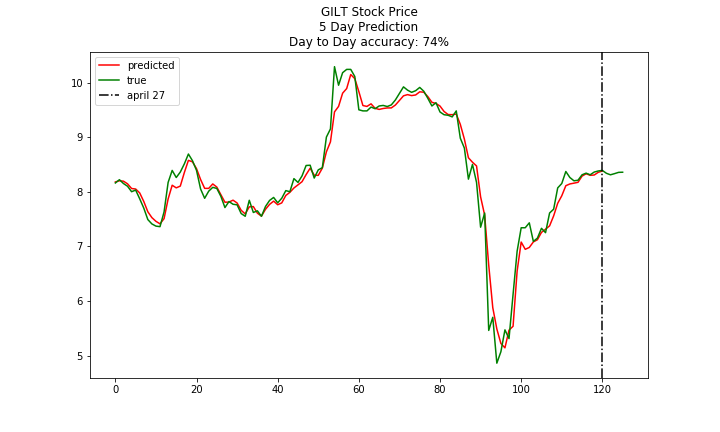 GILT Stock Price
5 Day Prediction
Day to Day accuracy: 74%
predicted
true
april 27
10
9
8
7
6
5
0 20 40 60 80 100 120